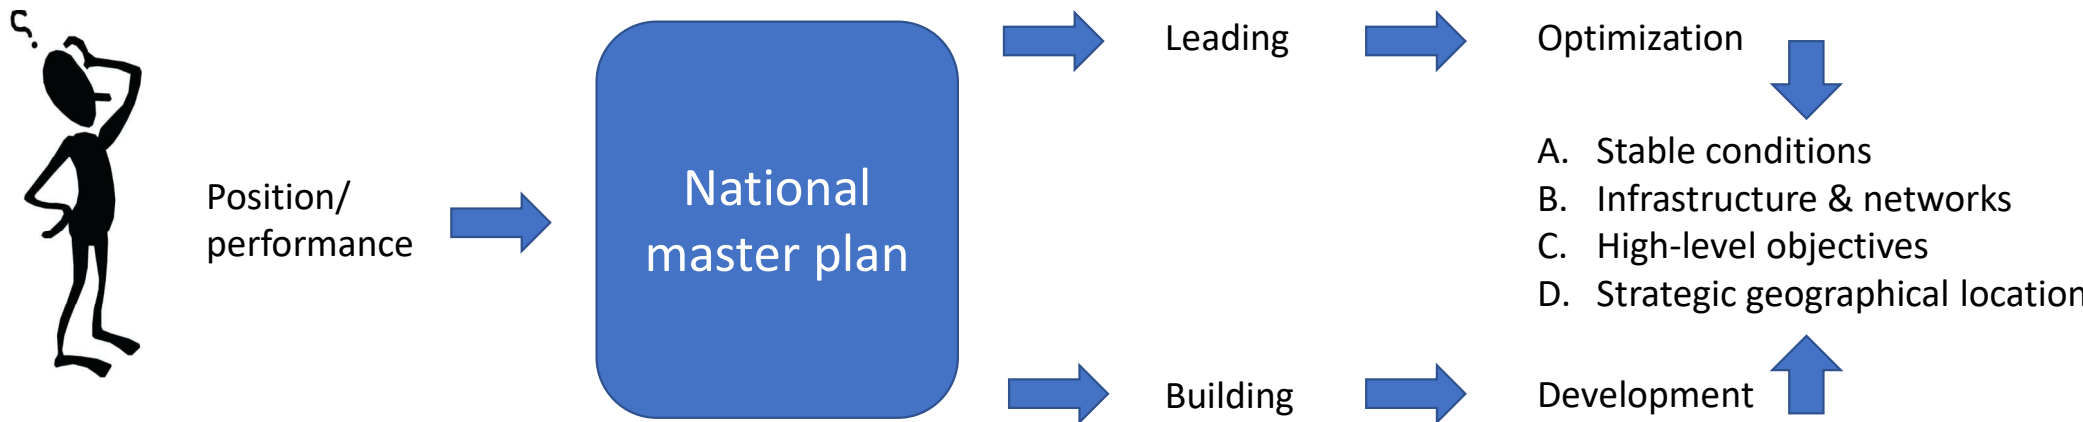 ?
Position/
performance
National
master plan
Leading
Optimization
A. Stable conditions
B. Infrastructure & networks
C. High-level objectives
D. Strategic geographical location
Building
Development